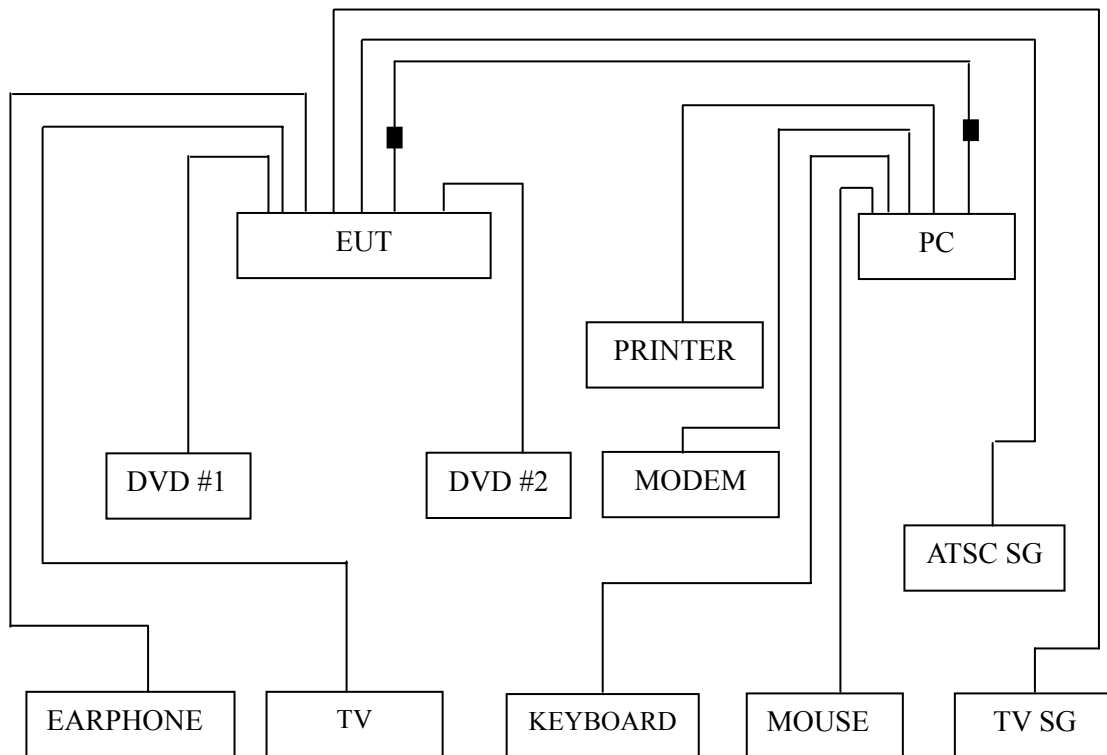 EUT
PC
PRINTER
DVD #1
DVD #2
MODEM
ATSC SG
EARPHONE
TV
KEYBOARD
MOUSE
TV SG